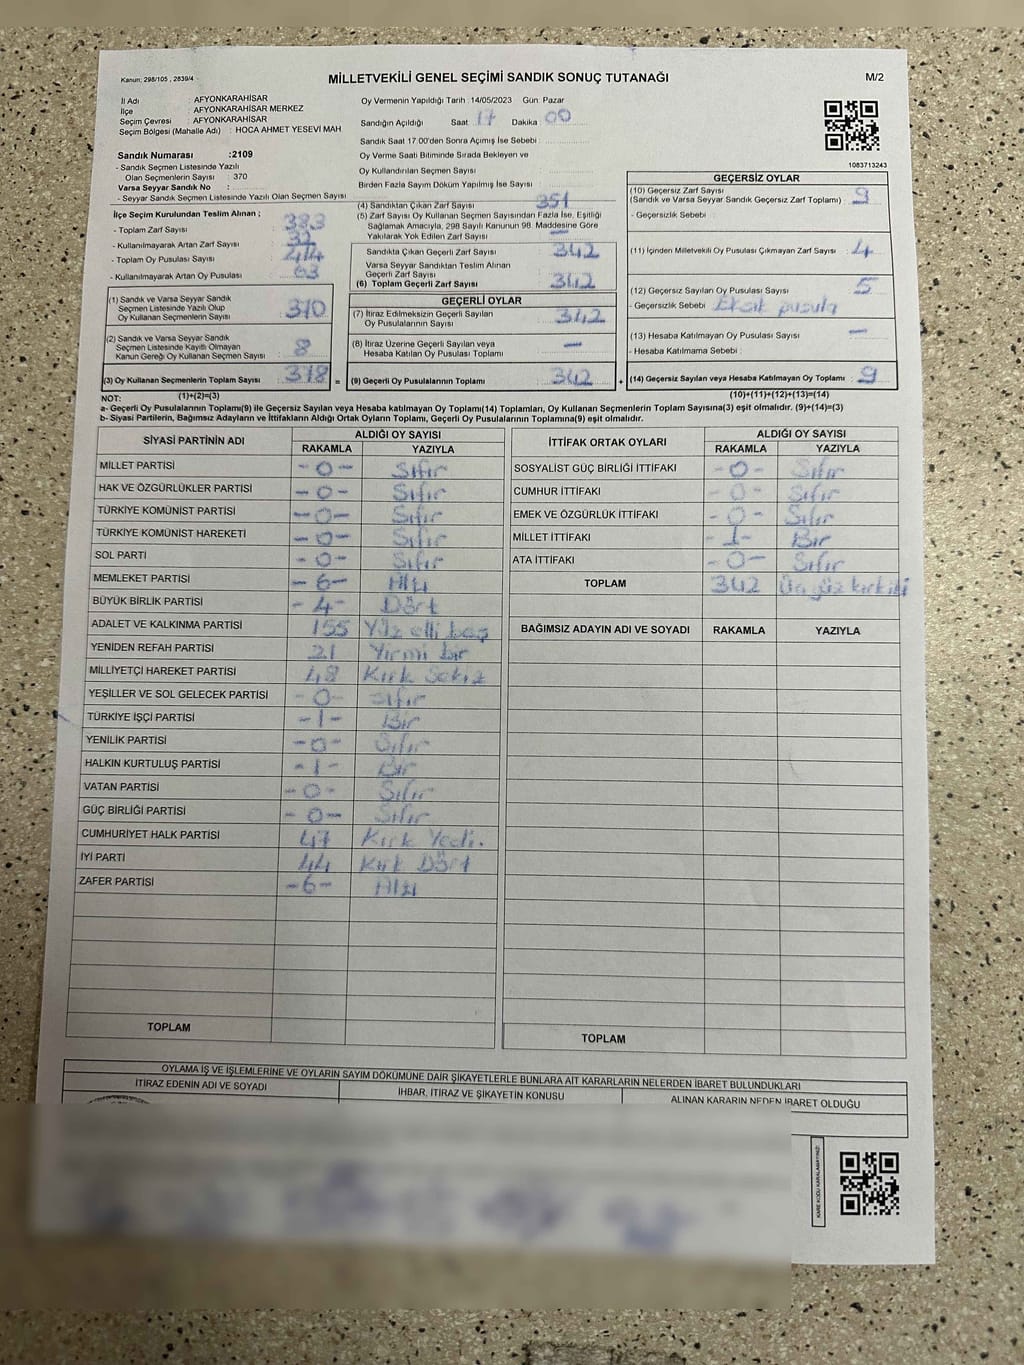 Kanun; 298/105 , 2839/4
MİLLETVEKİLİ GENEL SEÇİMİ SANDIK SONUÇ TUTANAĞI
M/2
İl Adı : AFYONKARAHİSAR
İlçe : AFYONKARAHİSAR MERKEZ
Seçim Çevresi : AFYONKARAHİSAR
Seçim Bölgesi (Mahalle Adı) : HOCA AHMET YESEVİ MAH
Sandık Numarası :2109
- Sandık Seçmen Listesinde Yazılı
Olan Seçmenlerin Sayısı : 370
Varsa Seyyar Sandık No :
- Seyyar Sandık Seçmen Listesinde Yazılı Olan Seçmen Sayısı
İlçe Seçim Kurulundan Teslim Alınan ;
- Toplam Zarf Sayısı 383
- Kullanılmayarak Artan Zarf Sayısı 32
- Toplam Oy Pusulası Sayısı 414
- Kullanılmayarak Artan Oy Pusulası 63
(1) Sandık ve Varsa Seyyar Sandık
Seçmen Listesinde Yazılı Olup
Oy Kullanan Seçmenlerin Sayısı 370
(2) Sandık ve Varsa Seyyar Sandık
Seçmen Listesinde Kayıtlı Olmayan
Kanun Gereği Oy Kullanan Seçmen Sayısı 8
(3) Oy Kullanan Seçmenlerin Toplam Sayısı 378 =
Oy Vermenin Yapıldığı Tarih : 14/05/2023 Gün: Pazar
Sandığın Açıldığı Saat 17 Dakika 00
Sandık Saat 17:00'den Sonra Açımış İse Sebebi :
Oy Verme Saati Bitiminde Sırada Bekleyen ve
Oy Kullandırılan Seçmen Sayısı :
Birden Fazla Sayım Döküm Yapılmış İse Sayısı :
(4) Sandıktan Çıkan Zarf Sayısı 351
(5) Zarf Sayısı Oy Kullanan Seçmen Sayısından Fazla İse, Eşitliği
Sağlamak Amacıyla, 298 Sayılı Kanunun 98. Maddesine Göre
Yakılarak Yok Edilen Zarf Sayısı —
Sandıkta Çıkan Geçerli Zarf Sayısı 342
Varsa Seyyar Sandıktan Teslim Alınan
Geçerli Zarf Sayısı
(6) Toplam Geçerli Zarf Sayısı 342
GEÇERLİ OYLAR
(7) İtiraz Edilmeksizin Geçerli Sayılan
Oy Pusulalarının Sayısı 342
(8) İtiraz Üzerine Geçerli Sayılan veya
Hesaba Katılan Oy Pusulası Toplamı —
(9) Geçerli Oy Pusulalarının Toplamı 342 +
1083713243
GEÇERSİZ OYLAR
(10) Geçersiz Zarf Sayısı
(Sandık ve Varsa Seyyar Sandık Geçersiz Zarf Toplamı) 9
- Geçersizlik Sebebi
(11) İçinden Milletvekili Oy Pusulası Çıkmayan Zarf Sayısı 4
(12) Geçersiz Sayılan Oy Pusulası Sayısı 5
- Geçersizlik Sebebi Eksik pusula
(13) Hesaba Katılmayan Oy Pusulası Sayısı —
- Hesaba Katılmama Sebebi :
(14) Geçersiz Sayılan veya Hesaba Katılmayan Oy Toplamı 9
NOT: (1)+(2)=(3)
(10)+(11)+(12)+(13)=(14)
a- Geçerli Oy Pusulalarının Toplamı(9) ile Geçersiz Sayılan veya Hesaba katılmayan Oy Toplamı(14) Toplamları, Oy Kullanan Seçmenlerin Toplam Sayısına(3) eşit olmalıdır. (9)+(14)=(3)
b- Siyasi Partilerin, Bağımsız Adayların ve İttifakların Aldığı Ortak Oyların Toplamı, Geçerli Oy Pusulalarının Toplamına(9) eşit olmalıdır.
SİYASİ PARTİNİN ADI
ALDIĞI OY SAYISI
RAKAMLA YAZIYLA
MİLLET PARTİSİ -0- Sıfır
HAK VE ÖZGÜRLÜKLER PARTİSİ -0- Sıfır
TÜRKİYE KOMÜNİST PARTİSİ -0- Sıfır
TÜRKİYE KOMÜNİST HAREKETİ -0- Sıfır
SOL PARTİ -0- Sıfır
MEMLEKET PARTİSİ -6- Altı
BÜYÜK BİRLİK PARTİSİ -4- Dört
ADALET VE KALKINMA PARTİSİ 155 Yüz elli beş
YENİDEN REFAH PARTİSİ 21 Yirmi bir
MİLLİYETÇİ HAREKET PARTİSİ 48 Kırk Sekiz
YEŞİLLER VE SOL GELECEK PARTİSİ -0- sıfır
TÜRKİYE İŞÇİ PARTİSİ -1- Bir
YENİLİK PARTİSİ -0- Sıfır
HALKIN KURTULUŞ PARTİSİ -1- Bir
VATAN PARTİSİ -0- Sıfır
GÜÇ BİRLİĞİ PARTİSİ -0- Sıfır
CUMHURİYET HALK PARTİSİ 47 Kırk Yedi.
İYİ PARTİ 44 Kırk Dört
ZAFER PARTİSİ -6- Altı
TOPLAM
İTTİFAK ORTAK OYLARI
ALDIĞI OY SAYISI
RAKAMLA YAZIYLA
SOSYALİST GÜÇ BİRLİĞİ İTTİFAKI -0- Sıfır
CUMHUR İTTİFAKI -0- Sıfır
EMEK VE ÖZGÜRLÜK İTTİFAKI -0- Sıfır
MİLLET İTTİFAKI -1- Bir
ATA İTTİFAKI -0- Sıfır
TOPLAM 342 Üç yüz kırk iki
BAĞIMSIZ ADAYIN ADI VE SOYADI RAKAMLA YAZIYLA
TOPLAM
OYLAMA İŞ VE İŞLEMLERİNE VE OYLARIN SAYIM DÖKÜMÜNE DAİR ŞİKAYETLERLE BUNLARA AİT KARARLARIN NELERDEN İBARET BULUNDUKLARI
İTİRAZ EDENİN ADI VE SOYADI
İHBAR, İTİRAZ VE ŞİKAYETİN KONUSU
ALINAN KARARIN NEDEN İBARET OLDUĞU
KARE KODU KARALAMAYINIZ!